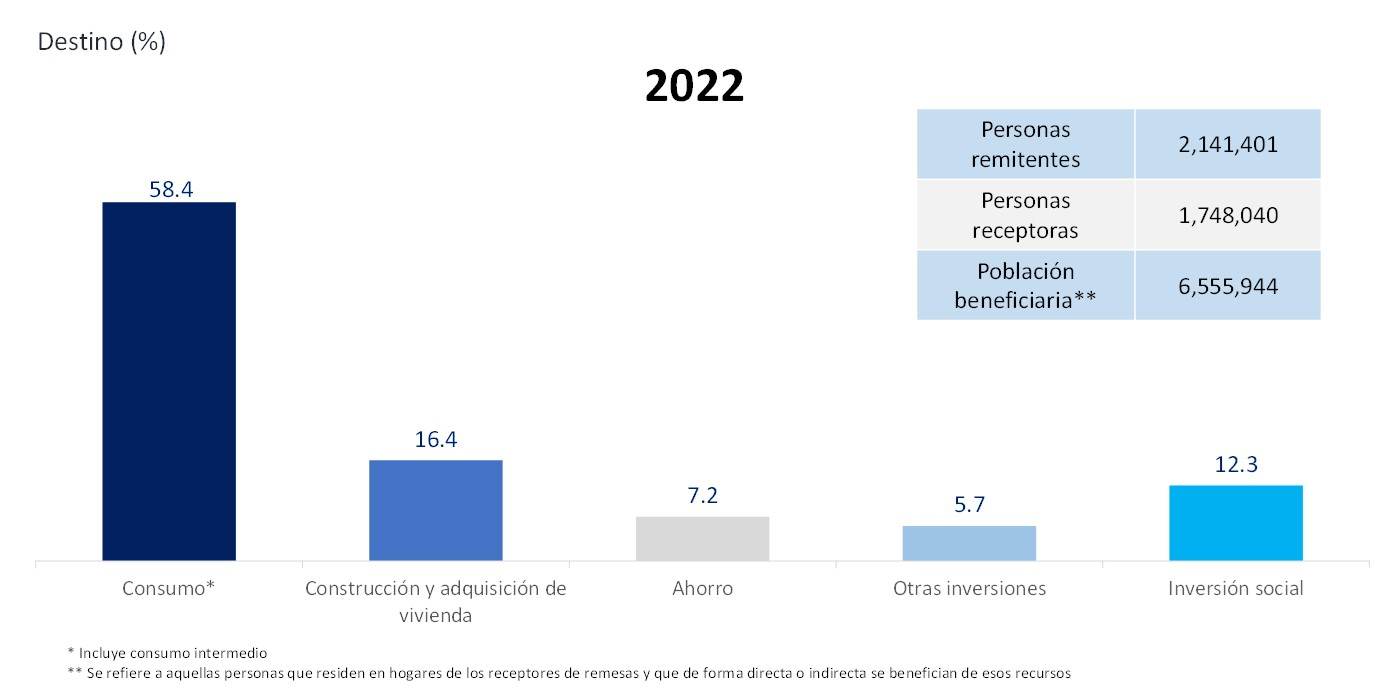 Destino (%)
2022
Personas
remitentes
2,141,401
Personas
receptoras
1,748,040
Población
beneficiaria**
6,555,944
58.4
16.4
7.2
5.7
12.3
Consumo*
Construcción y adquisición de
vivienda
Ahorro
Otras inversiones
Inversión social
* Incluye consumo intermedio
** Se refiere a aquellas personas que residen en hogares de los receptores de remesas y que de forma directa o indirecta se benefician de esos recursos